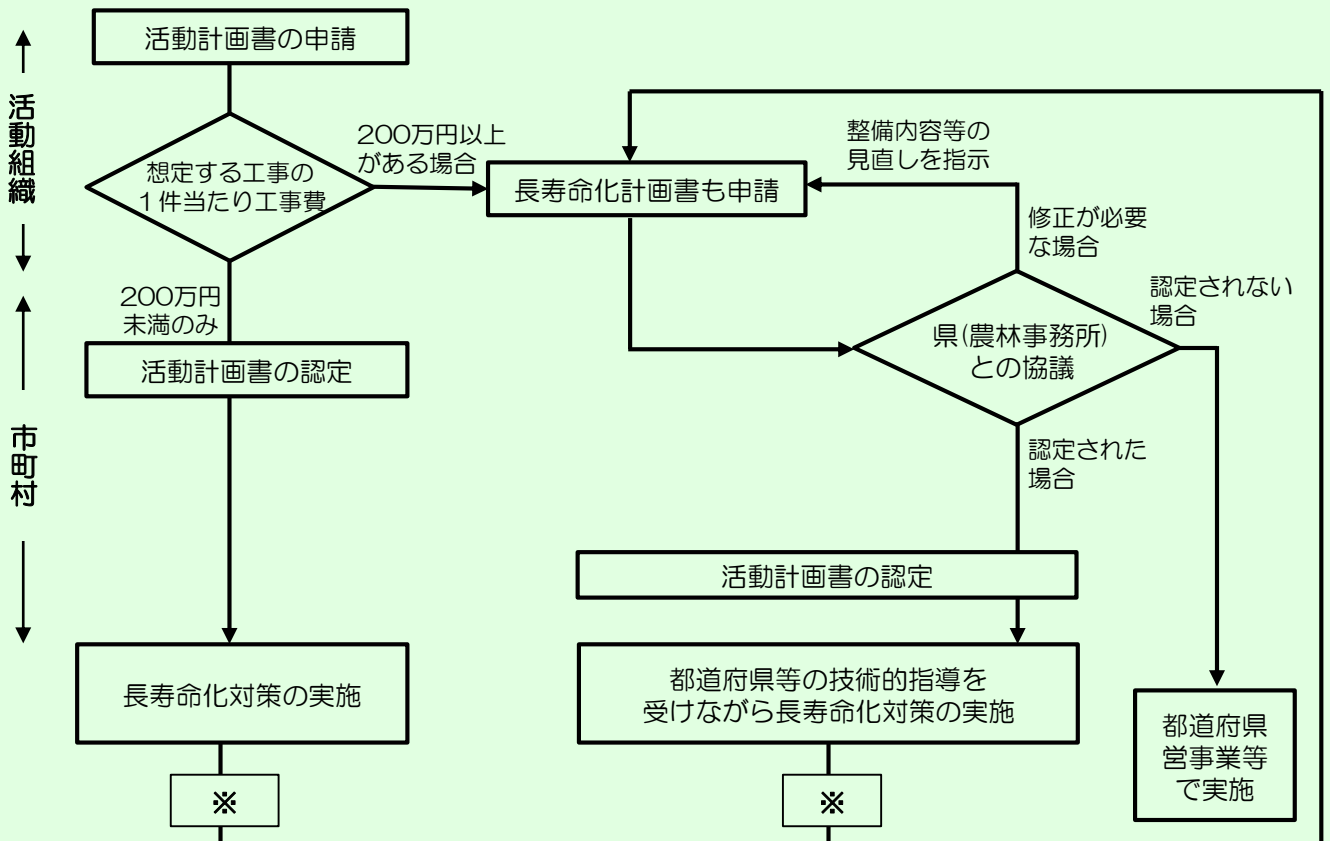 活動計画書の申請
活動組織
想定する工事の
１件当たり工事費
200万円以上
がある場合
長寿命化計画書も申請
整備内容等の
見直しを指示
修正が必要
な場合
200万円
未満のみ
県(農林事務所)
との協議
認定されない
場合
活動計画書の認定
市町村
認定された
場合
活動計画書の認定
長寿命化対策の実施
都道府県等の技術的指導を
受けながら長寿命化対策の実施
都道府県
営事業等
で実施
※
※